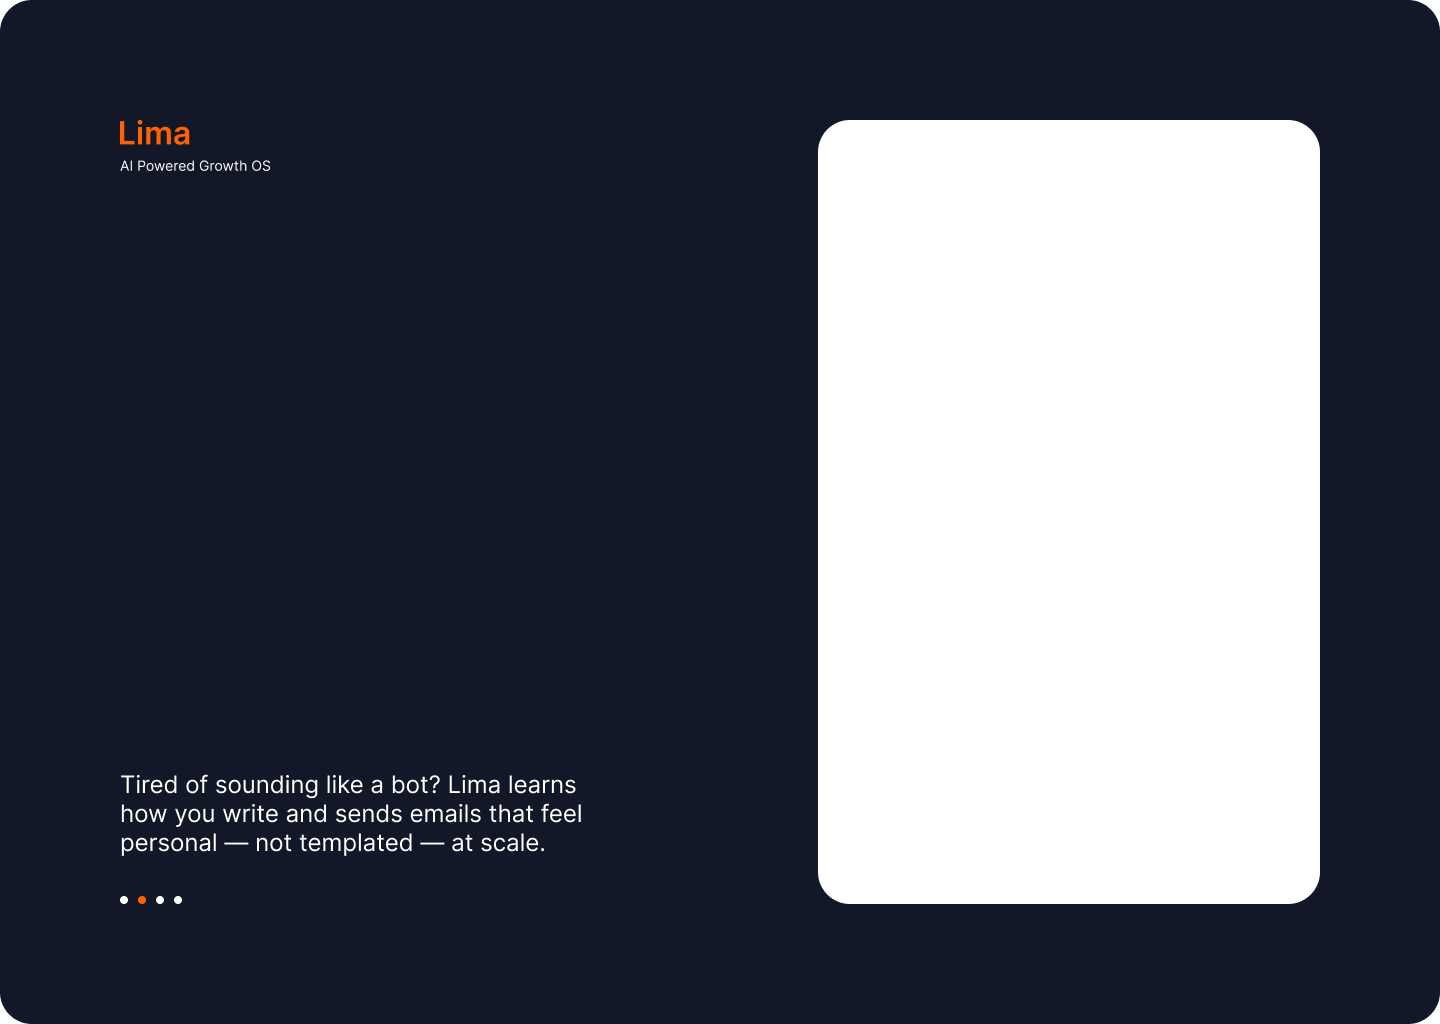 Lima
AI Powered Growth OS
Tired of sounding like a bot? Lima learns
how you write and sends emails that feel
personal — not templated — at scale.